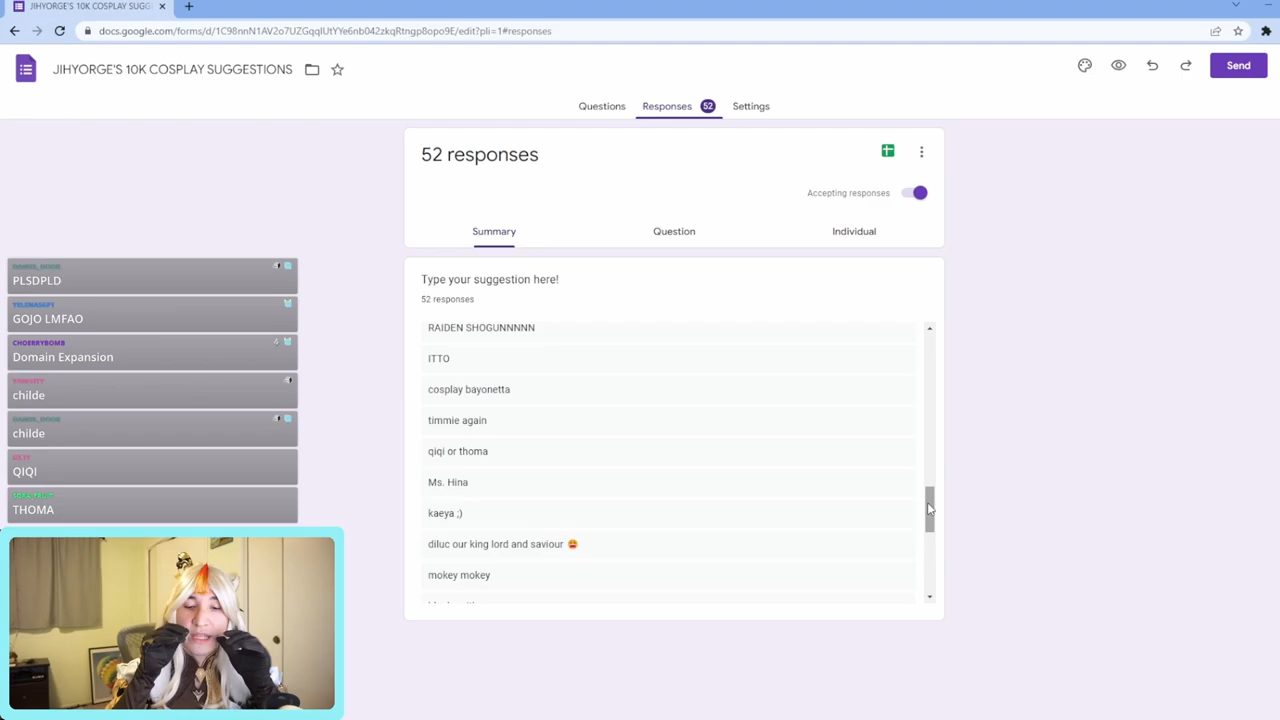 JIHYORGE'S 10K COSPLAY SUGG
docs.google.com/forms/d/1C98nnN1AV2o7UZGqqIUtYYe6nb042zkqRtngp8opo9E/edit?pli=1#responses
JIHYORGE'S 10K COSPLAY SUGGESTIONS
Send
Questions
Responses 52
Settings
52 responses
Accepting responses
Summary
Question
Individual
Type your suggestion here!
52 responses
RAIDEN SHOGUNNNNN
ITTO
cosplay bayonetta
timmie again
qiqi or thoma
Ms. Hina
kaeya ;)
diluc our king lord and saviour 😩
mokey mokey
PLSDPLD
GOJO LMFAO
CHOERRYBOMB
Domain Expansion
childe
childe
QIQI
THOMA